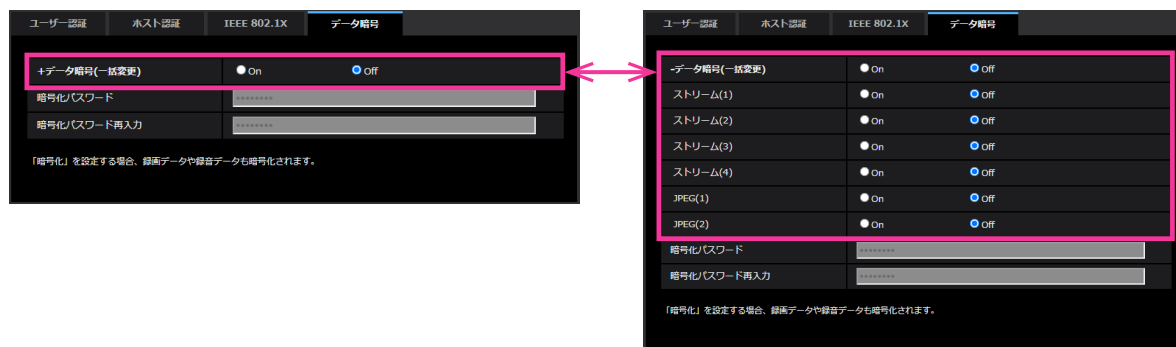 ユーザー認証 ホスト認証 IEEE 802.1X データ暗号
+データ暗号(一括変更) On Off
暗号化パスワード ••••••••
暗号化パスワード再入力 ••••••••
「暗号化」を設定する場合、録画データや録音データも暗号化されます。
ユーザー認証 ホスト認証 IEEE 802.1X データ暗号
-データ暗号(一括変更) On Off
ストリーム(1) On Off
ストリーム(2) On Off
ストリーム(3) On Off
ストリーム(4) On Off
JPEG(1) On Off
JPEG(2) On Off
暗号化パスワード ••••••••
暗号化パスワード再入力 ••••••••
「暗号化」を設定する場合、録画データや録音データも暗号化されます。